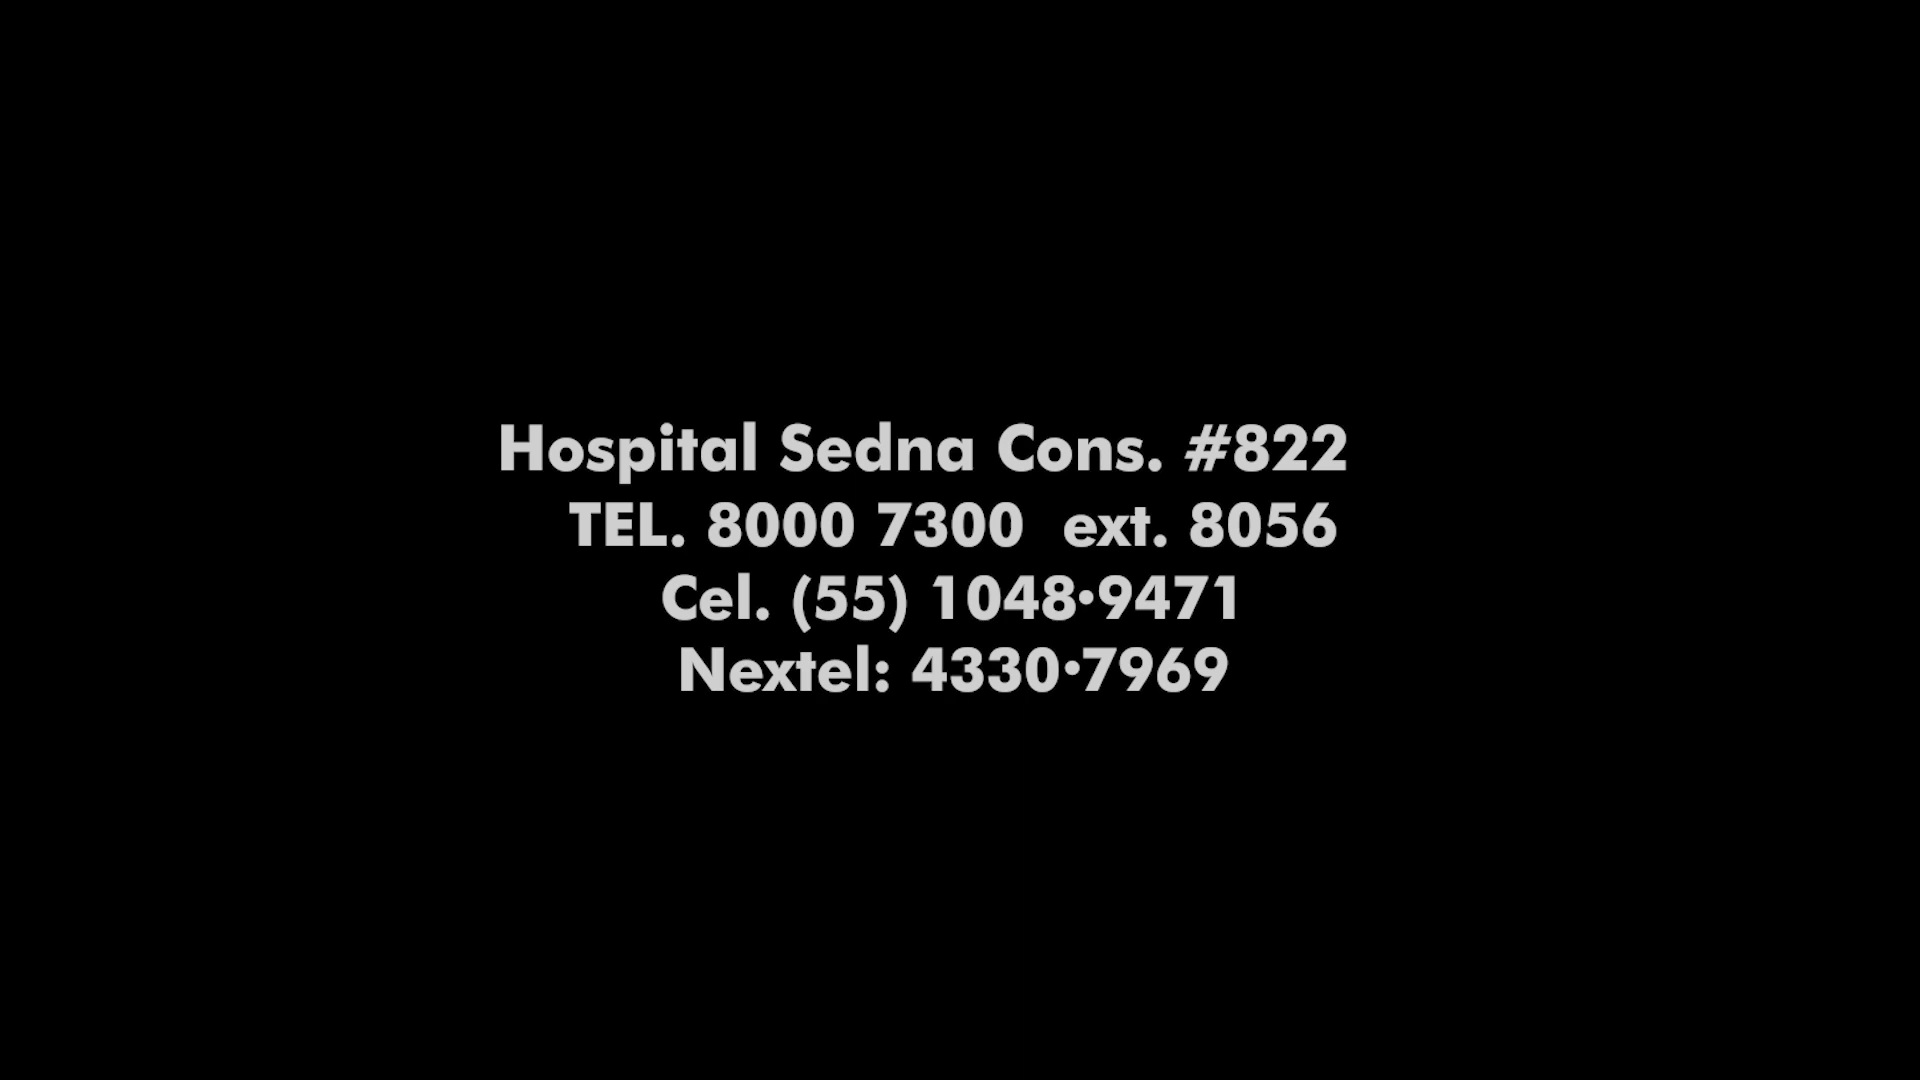 Hospital Sedna Cons. #822
TEL. 8000 7300  ext. 8056
Cel. (55) 1048•9471
Nextel: 4330•7969